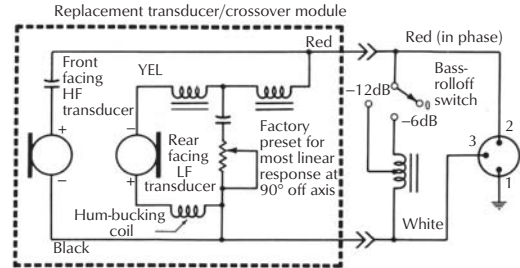 Replacement transducer/crossover module
Red
Red (in phase)
Front
facing
HF
transducer
YEL
Bass-
rolloff
switch
–12dB
0
–6dB
+
–
–
+
Rear
facing
LF
transducer
Factory
preset for
most linear
response at
90° off axis
3
2
1
Hum-bucking
coil
White
Black